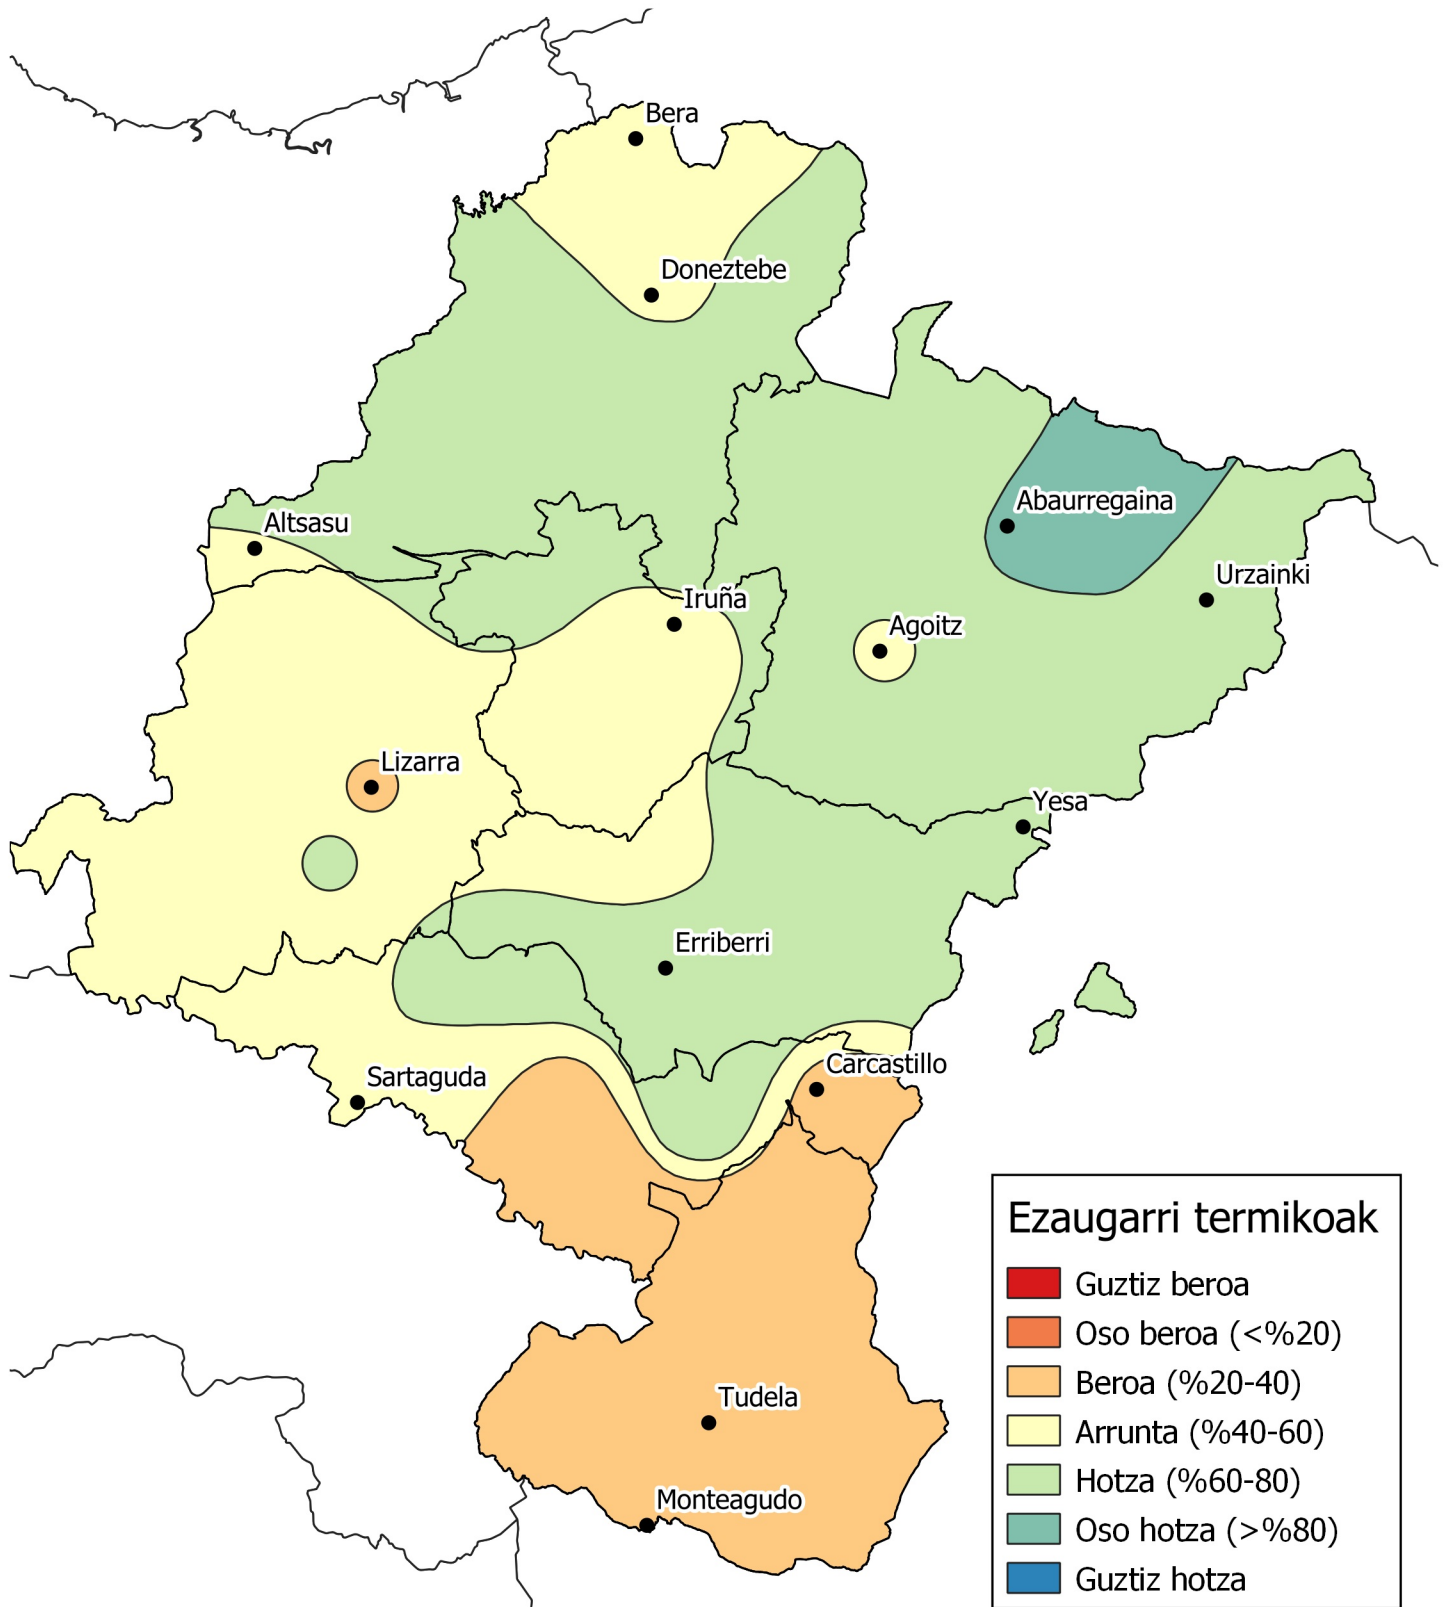 Bera
Doneztebe
Altsasu
Abaurregaina
Urzainki
Iruña
Agoitz
Lizarra
Yesa
Erriberri
Carcastillo
Sartaguda
Tudela
Monteagudo
Ezaugarri termikoak
Guztiz beroa
Oso beroa (<%20)
Beroa (%20-40)
Arrunta (%40-60)
Hotza (%60-80)
Oso hotza (>%80)
Guztiz hotza